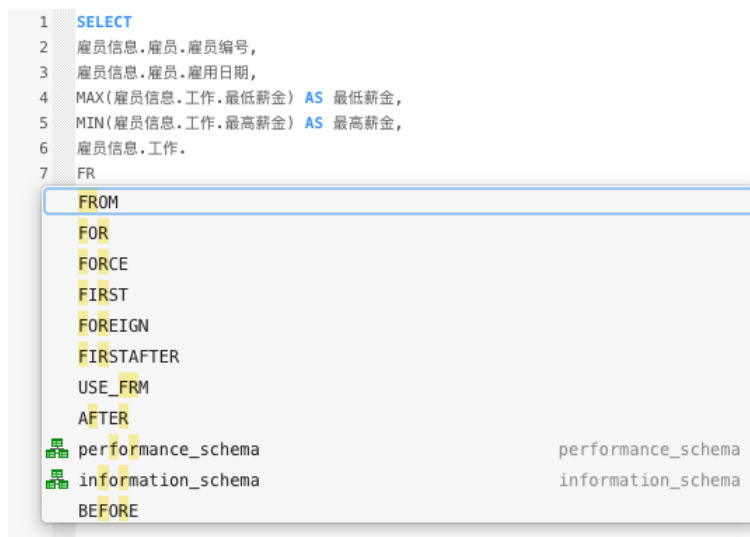 1 SELECT
2 雇员信息.雇员.雇员编号,
3 雇员信息.雇员.雇用日期,
4 MAX(雇员信息.工作.最低薪金) AS 最低薪金,
5 MIN(雇员信息.工作.最高薪金) AS 最高薪金,
6 雇员信息.工作.
7 FR
FROM
FOR
FORCE
FIRST
FOREIGN
FIRSTAFTER
USE_FRM
AFTER
performance_schema performance_schema
information_schema information_schema
BEFORE